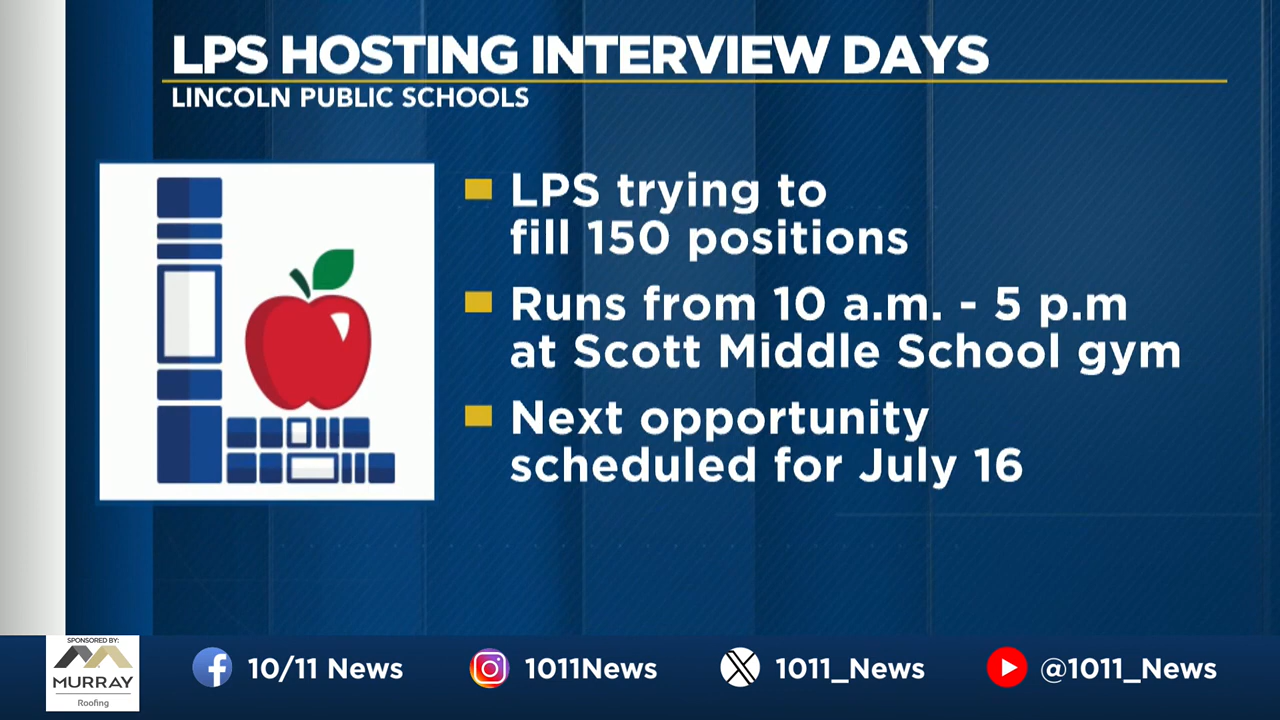 LPS HOSTING INTERVIEW DAYS
LINCOLN PUBLIC SCHOOLS
LPS trying to
fill 150 positions
Runs from 10 a.m. - 5 p.m
at Scott Middle School gym
Next opportunity
scheduled for July 16
SPONSORED BY:
MURRAY
Roofing
10/11 News
1011News
1011_News
@1011_News